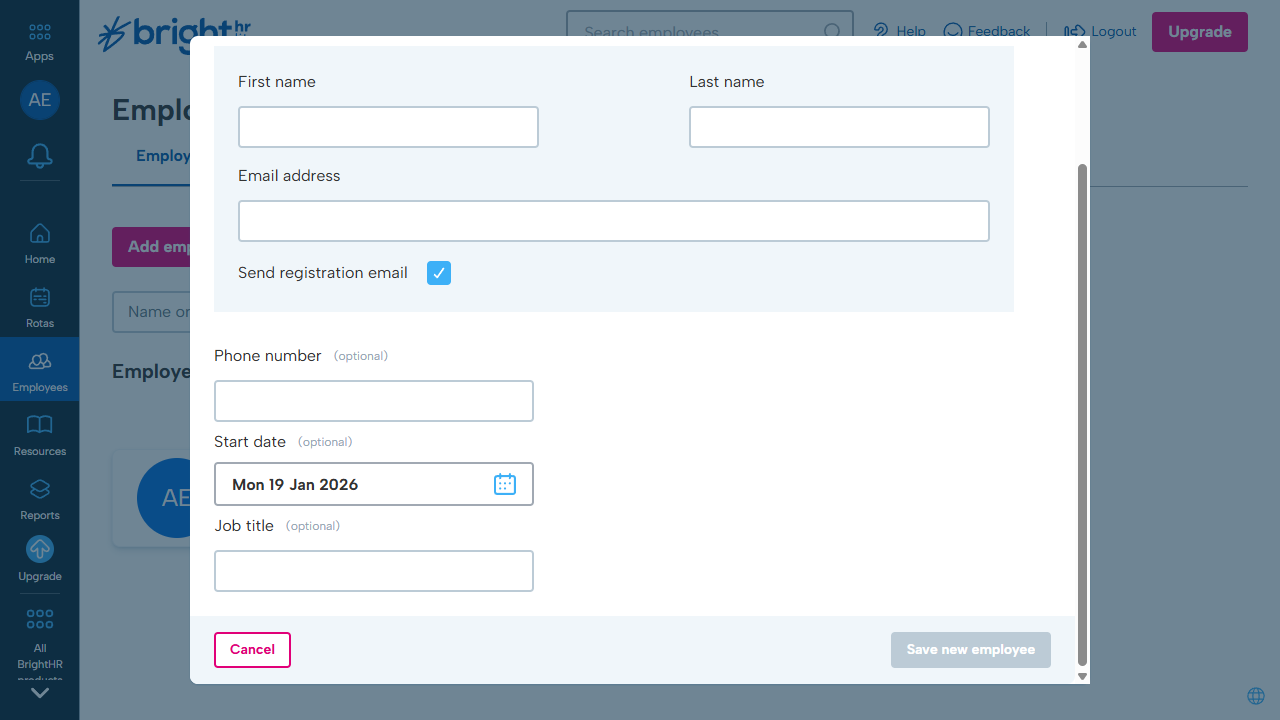 Apps
AE
Home
Rotas
Employees
Resources
Reports
Upgrade
All
BrightHR
products
brighthr
Search employees
Help
Feedback
Logout
Upgrade
Emplo
Employ
Add emp
Name or
Employe
AE
First name
Last name
Email address
Send registration email
Phone number (optional)
Start date (optional)
Mon 19 Jan 2026
Job title (optional)
Cancel
Save new employee